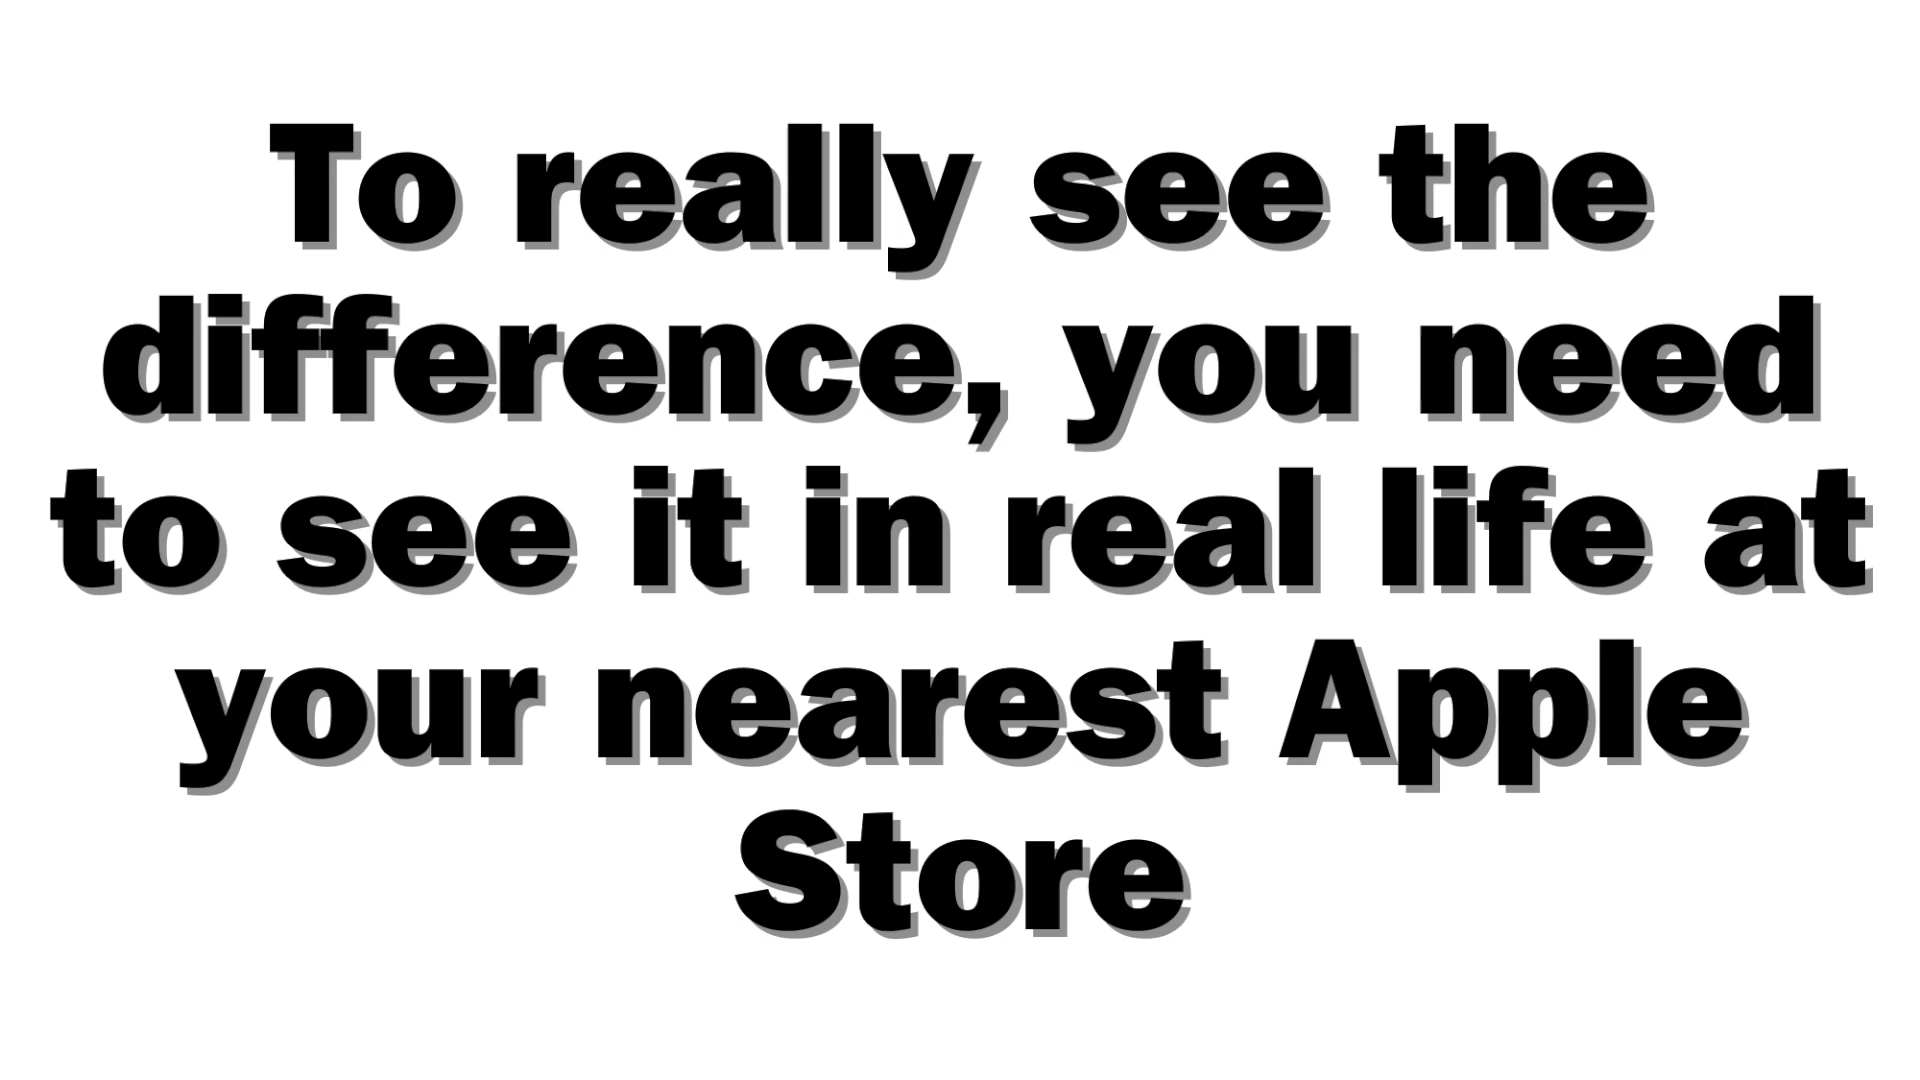 To really see the
difference, you need
to see it in real life at
your nearest Apple
Store